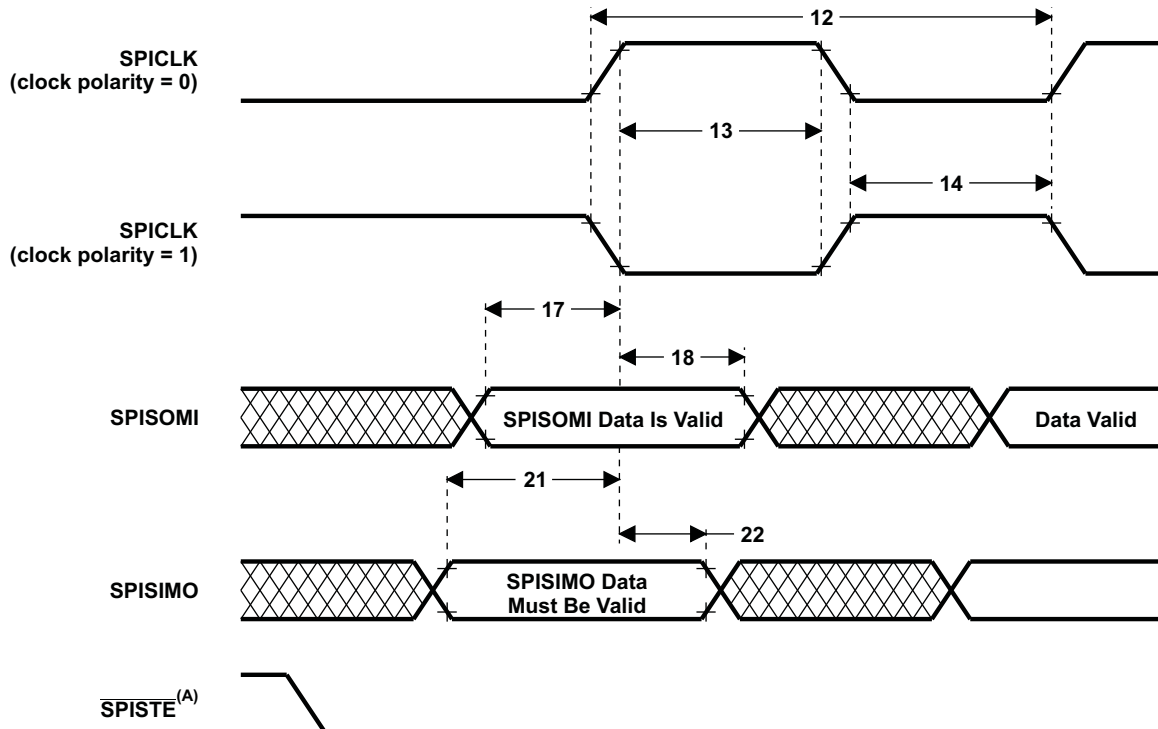 12
SPICLK
(clock polarity = 0)
13
14
SPICLK
(clock polarity = 1)
17
18
SPISOMI
SPISOMI Data Is Valid
Data Valid
21
22
SPISIMO
SPISIMO Data
Must Be Valid
SPISTE(A)